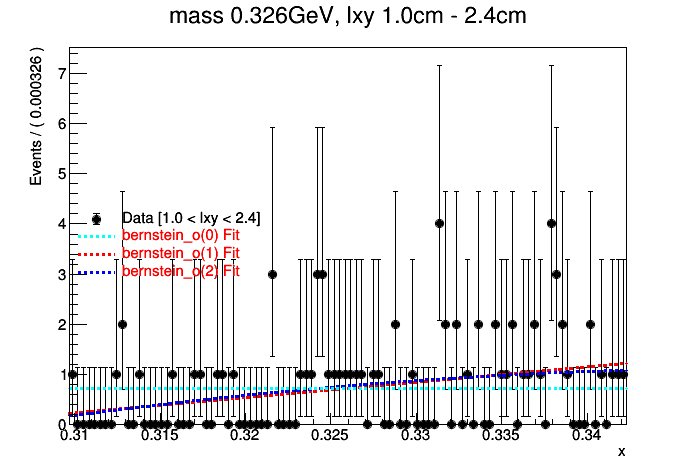 mass 0.326GeV, lxy 1.0cm - 2.4cm
Events / ( 0.000326 )
7
6
5
4
3
2
1
0
Data [1.0 < lxy < 2.4]
bernstein_o(0) Fit
bernstein_o(1) Fit
bernstein_o(2) Fit
0.31 0.315 0.32 0.325 0.33 0.335 0.34
x